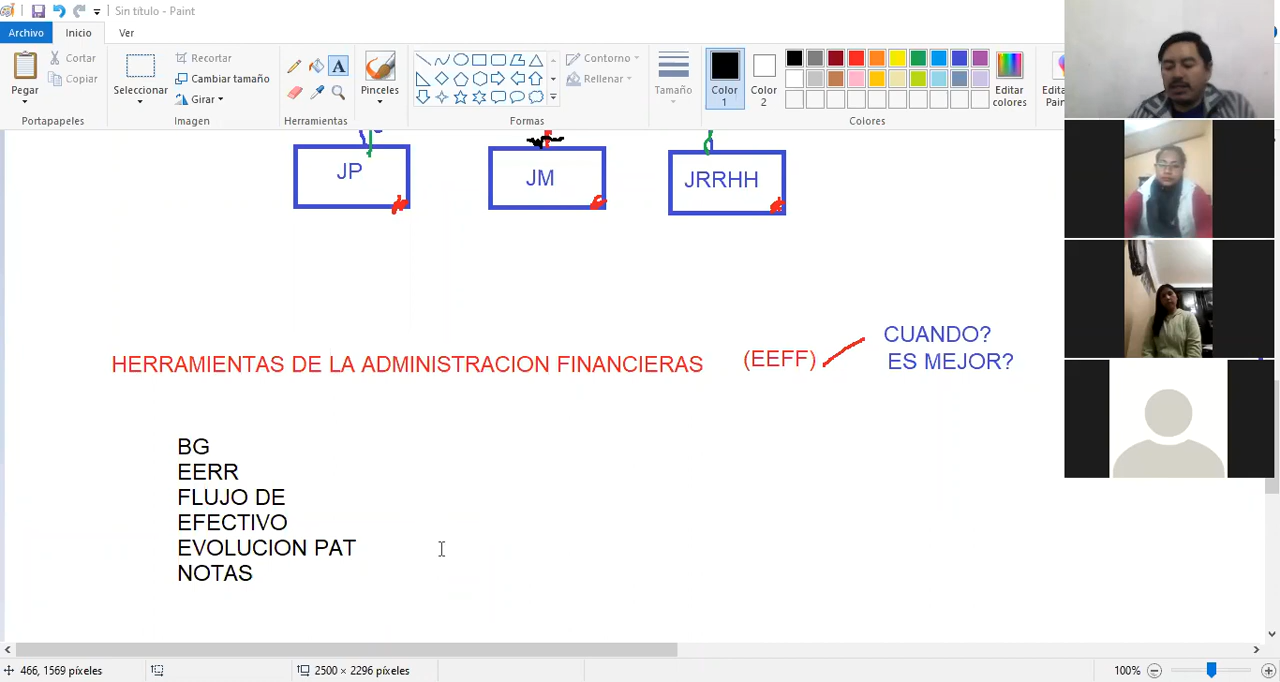 Sin título - Paint
Archivo Inicio Ver
Pegar
Cortar
Copiar
Portapapeles
Seleccionar
Recortar
Cambiar tamaño
Girar
Imagen
Herramientas
Pinceles
Contorno
Rellenar
Formas
Tamaño
Color 1
Color 2
Editar colores
Colores
JP JM JRRHH
HERRAMIENTAS DE LA ADMINISTRACION FINANCIERAS (EEFF)
CUANDO?
ES MEJOR?
BG
EERR
FLUJO DE
EFECTIVO
EVOLUCION PAT
NOTAS
466, 1569 píxeles 2500 × 2296 píxeles 100%